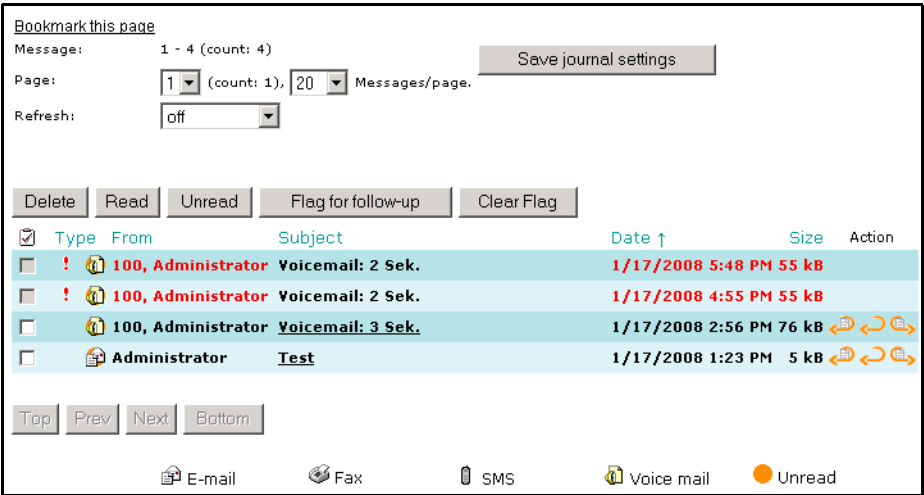 Bookmark this page
Message: 1 - 4 (count: 4)
Save journal settings
Page: 1 (count: 1), 20 Messages/page.
Refresh: off
Delete Read Unread Flag for follow-up Clear Flag
Type From Subject Date ↑ Size Action
! 100, Administrator Voicemail: 2 Sek. 1/17/2008 5:48 PM 55 kB
! 100, Administrator Voicemail: 2 Sek. 1/17/2008 4:55 PM 55 kB
100, Administrator Voicemail: 3 Sek. 1/17/2008 2:56 PM 76 kB
Administrator Test 1/17/2008 1:23 PM 5 kB
Top Prev Next Bottom
E-mail Fax SMS Voice mail Unread